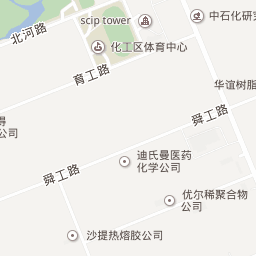 scip tower
中石化研究
北河路
化工区体育中心
育工路
华谊树脂
得
公司
舜工路
迪氏曼医药
化学公司
舜工路
优尔稀聚合物
公司
沙提热熔胶公司